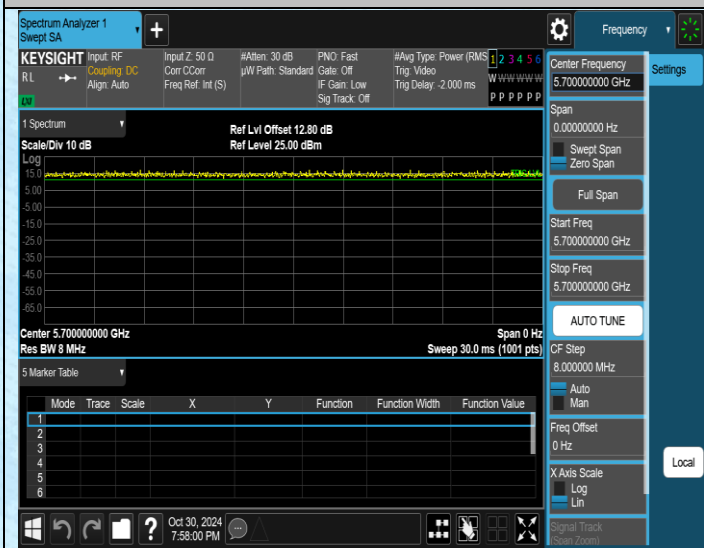 Spectrum Analyzer 1
Swept SA
Frequency
KEYSIGHT
RL
LXI
Input: RF
Coupling: DC
Align: Auto
Input Z: 50 Ω
Corr CCorr
Freq Ref: Int (S)
#Atten: 30 dB
µW Path: Standard
PNO: Fast
Gate: Off
IF Gain: Low
Sig Track: Off
#Avg Type: Power (RMS
Trig: Video
Trig Delay: -2.000 ms
1 2 3 4 5 6
W W W W W W
P P P P P P
1 Spectrum
Scale/Div 10 dB
Ref Lvl Offset 12.80 dB
Ref Level 25.00 dBm
Log
15.0
5.00
-5.00
-15.0
-25.0
-35.0
-45.0
-55.0
-65.0
Center 5.700000000 GHz
Span 0 Hz
Res BW 8 MHz
Sweep 30.0 ms (1001 pts)
5 Marker Table
Mode Trace Scale X Y Function Function Width Function Value
1
2
3
4
5
6
Oct 30, 2024
7:58:00 PM
Center Frequency
5.700000000 GHz
Settings
Span
0.00000000 Hz
Swept Span
Zero Span
Full Span
Start Freq
5.700000000 GHz
Stop Freq
5.700000000 GHz
AUTO TUNE
CF Step
8.000000 MHz
Auto
Man
Freq Offset
0 Hz
X Axis Scale
Log
Lin
Local
Signal Track
(Span Zoom)